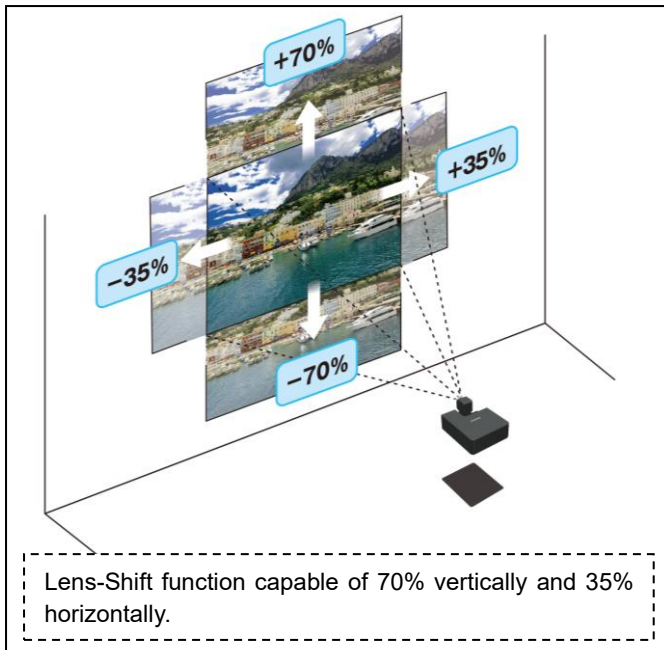 +70%
+35%
−35%
−70%
Lens-Shift function capable of 70% vertically and 35%
horizontally.